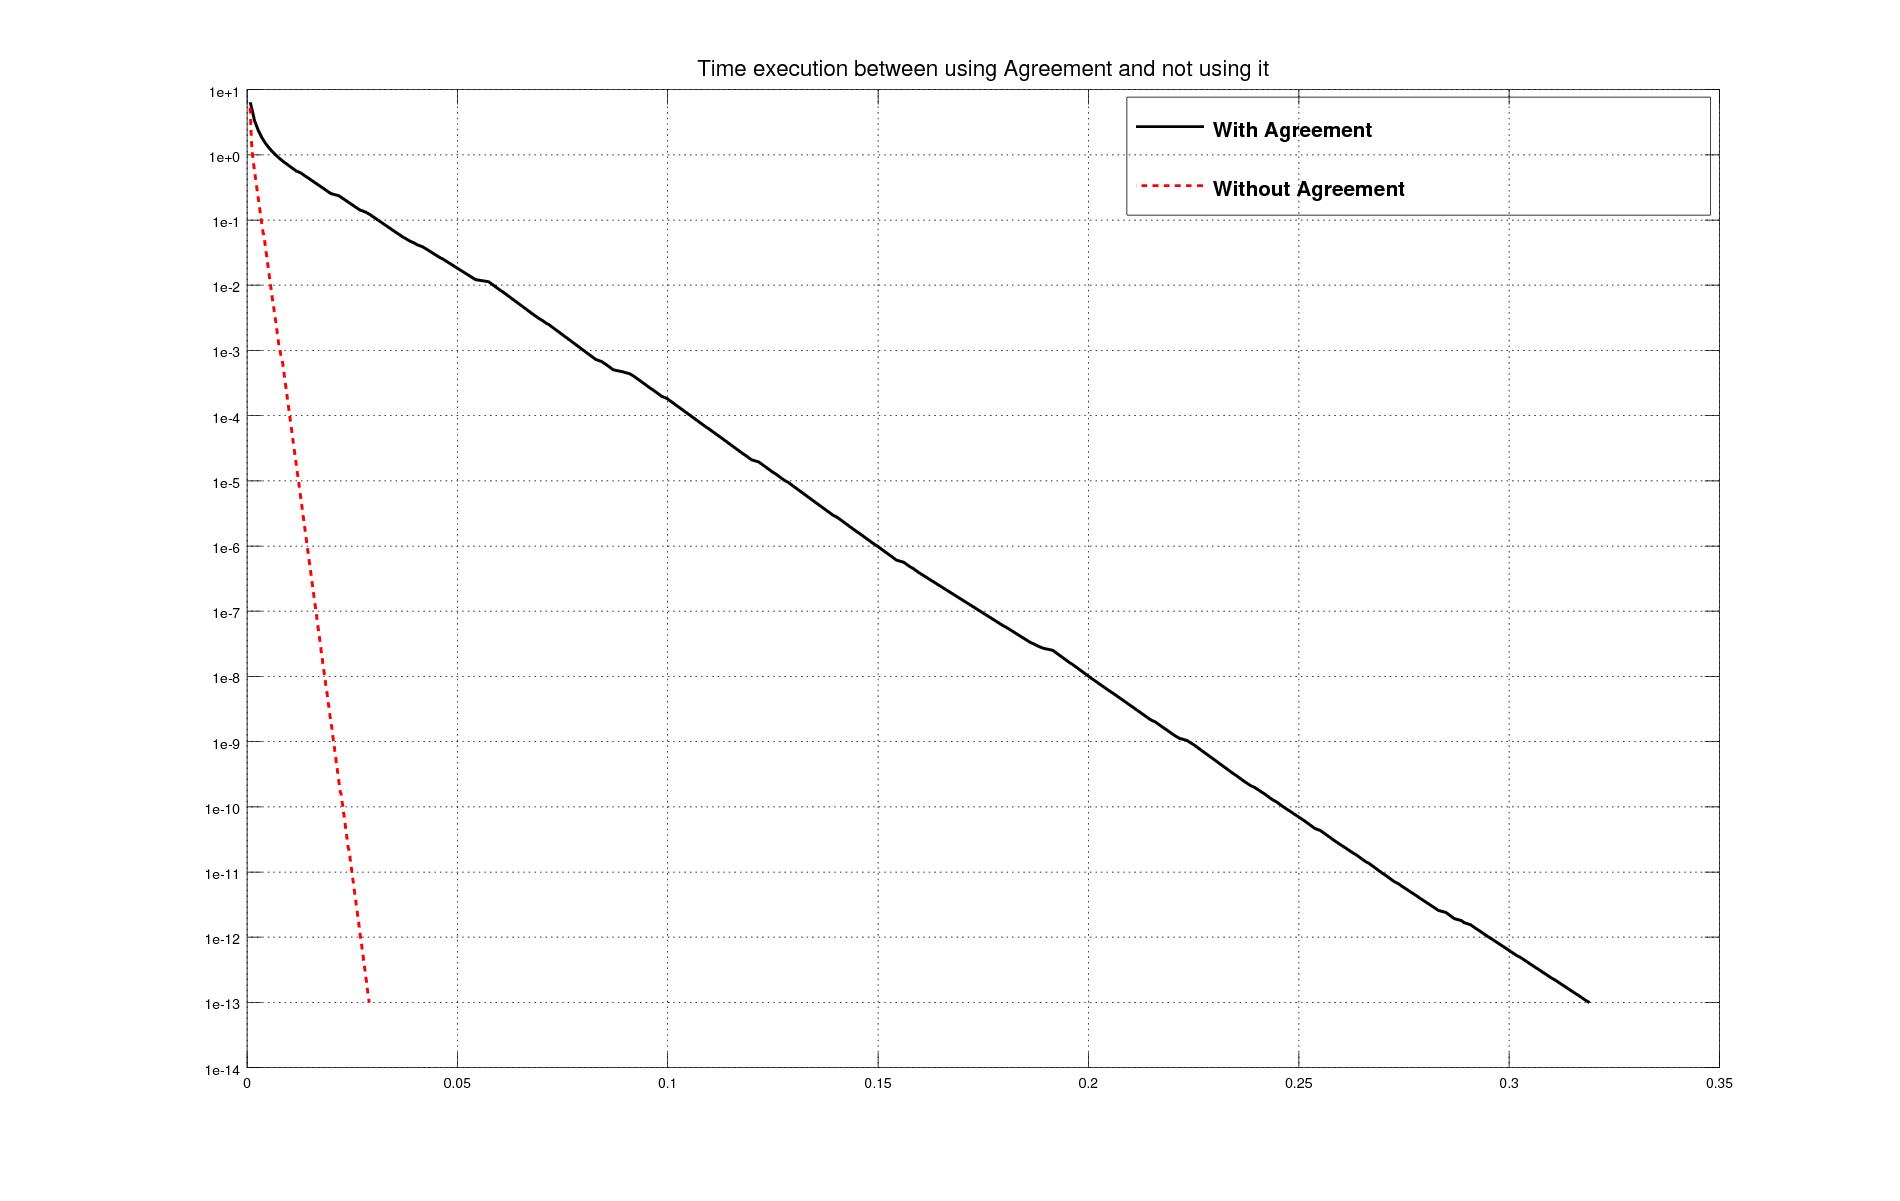 Time execution between using Agreement and not using it
1e+1
With Agreement
1e+0
Without Agreement
1e-1
1e-2
1e-3
1e-4
1e-5
1e-6
1e-7
1e-8
1e-9
1e-10
1e-11
1e-12
1e-13
1e-14
0 0.05 0.1 0.15 0.2 0.25 0.3 0.35